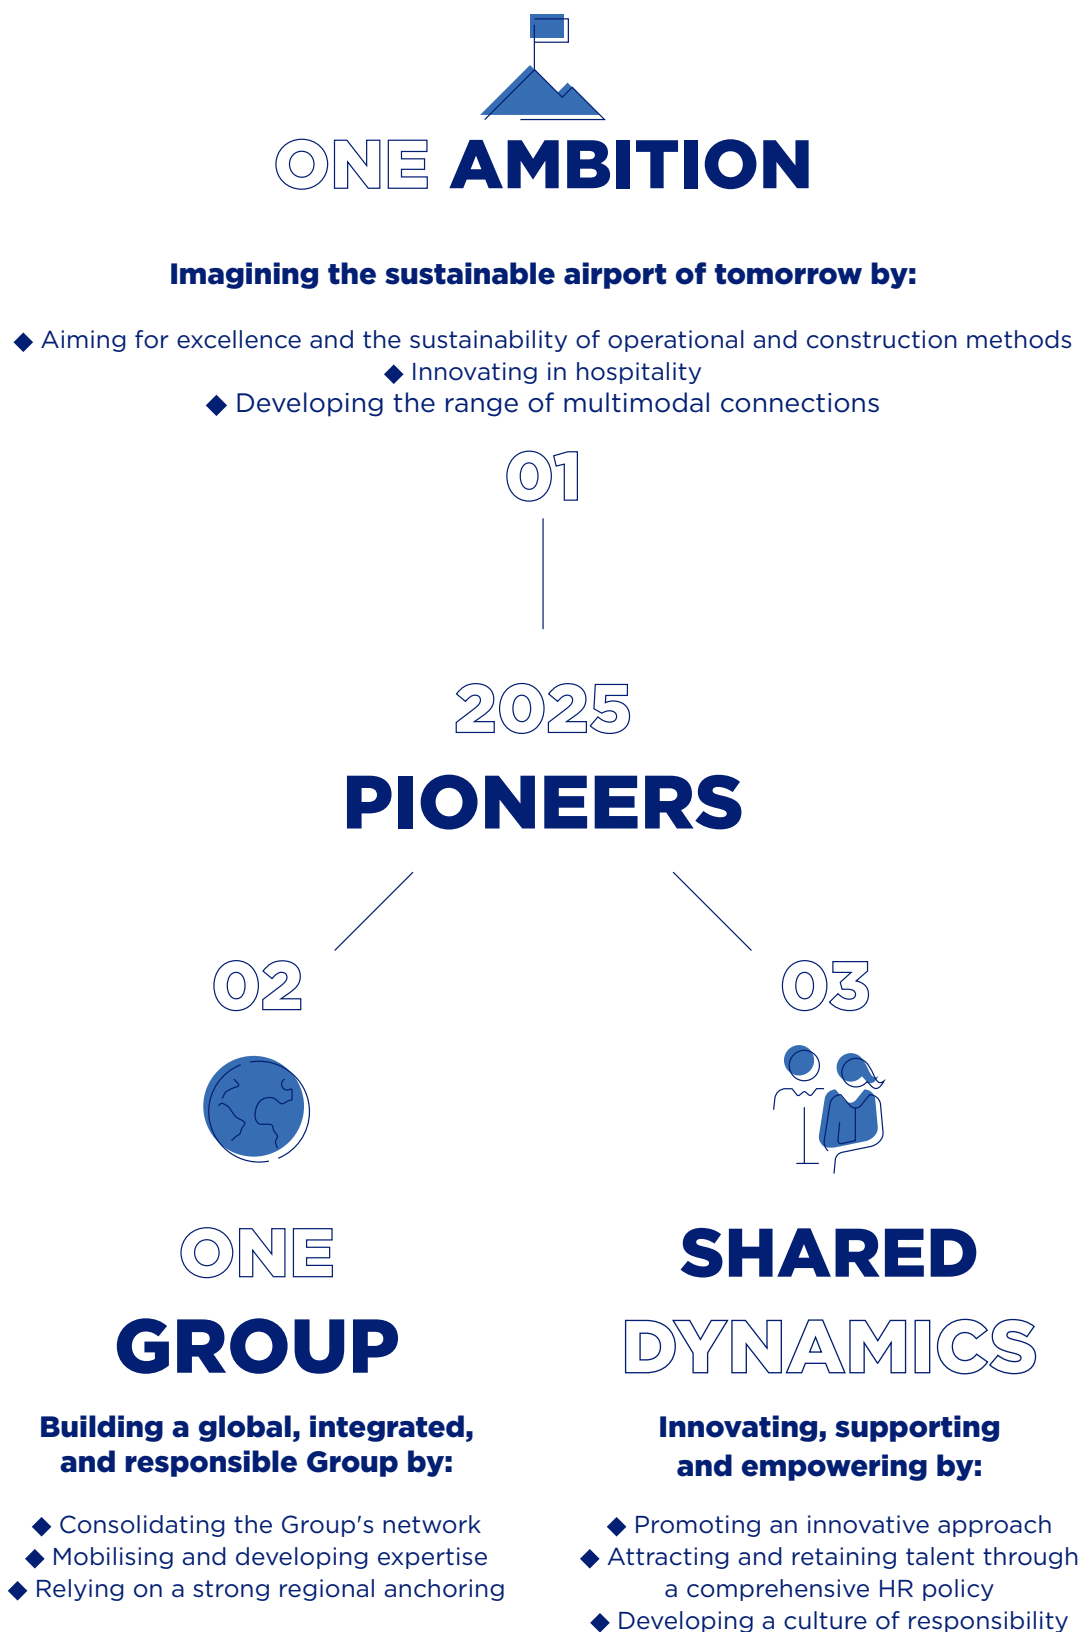 ONE AMBITION
Imagining the sustainable airport of tomorrow by:
◆ Aiming for excellence and the sustainability of operational and construction methods
◆ Innovating in hospitality
◆ Developing the range of multimodal connections
01
2025
PIONEERS
02
ONE
GROUP
Building a global, integrated,
and responsible Group by:
◆ Consolidating the Group's network
◆ Mobilising and developing expertise
◆ Relying on a strong regional anchoring
03
SHARED
DYNAMICS
Innovating, supporting
and empowering by:
◆ Promoting an innovative approach
◆ Attracting and retaining talent through
a comprehensive HR policy
◆ Developing a culture of responsibility